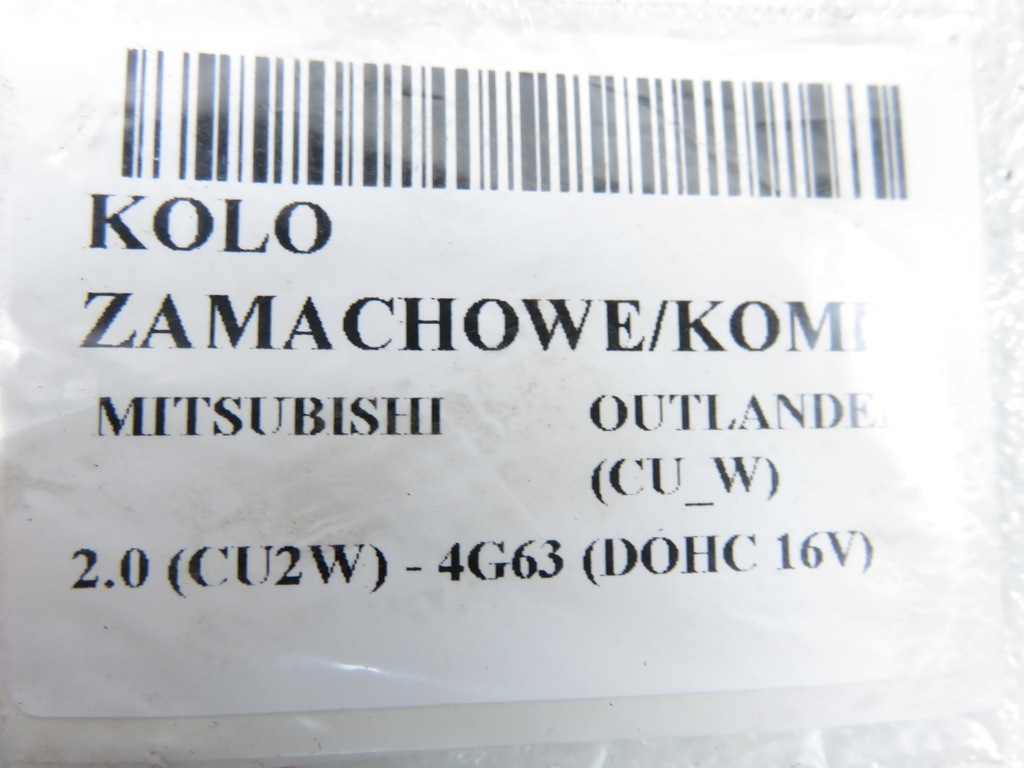 KOLO
ZAMACHOWE/KOM
MITSUBISHI OUTLANDE
(CU_W)
2.0 (CU2W) - 4G63 (DOHC 16V)